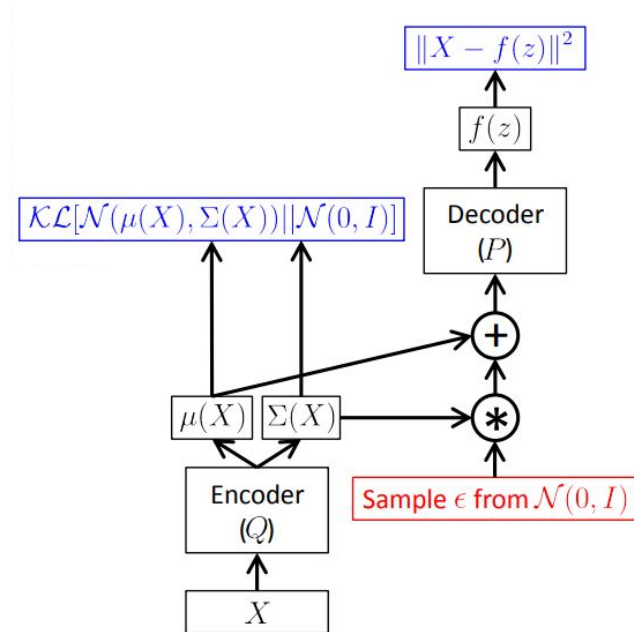 ‖X − f(z)‖²
f(z)
𝒦ℒ[𝒩(μ(X), Σ(X))||𝒩(0, I)]
Decoder
(P)
+
μ(X)
Σ(X)
*
Encoder
(Q)
Sample ϵ from 𝒩(0, I)
X